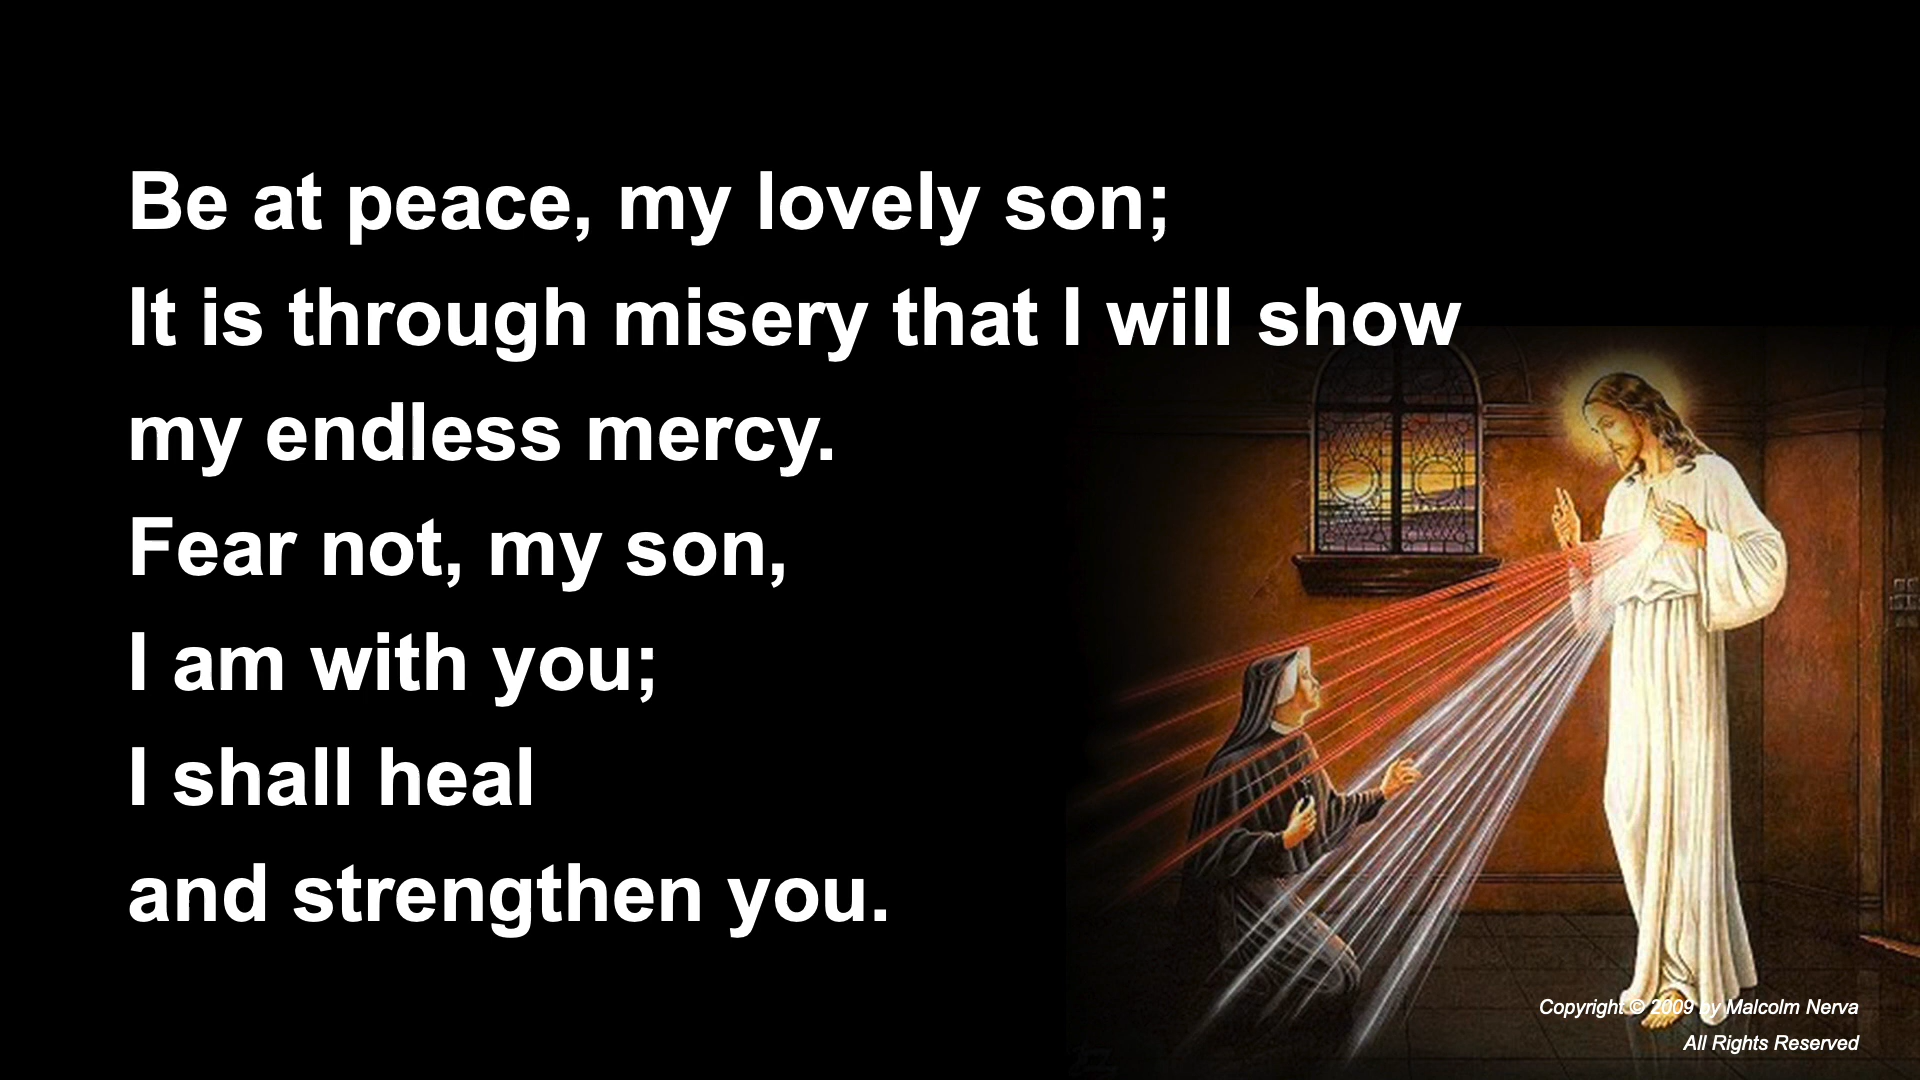 Be at peace, my lovely son;
It is through misery that I will show
my endless mercy.
Fear not, my son,
I am with you;
I shall heal
and strengthen you.
Copyright © 2009 by Malcolm Nerva
All Rights Reserved